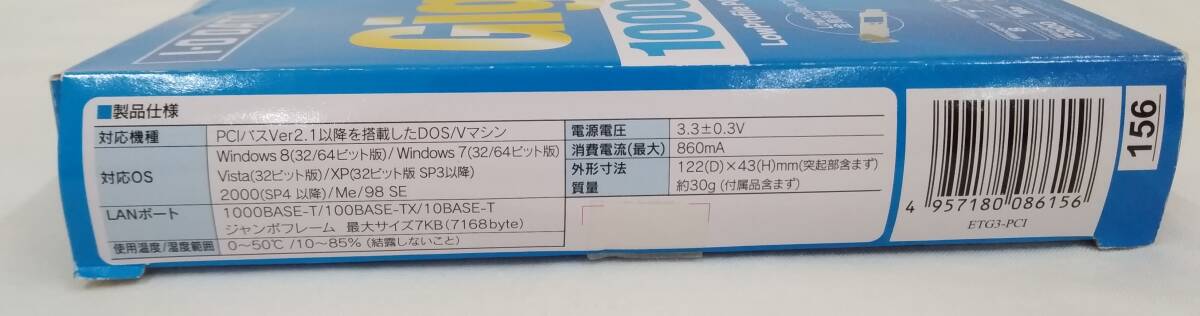 I-O DATA
Gig
1000
LowProfile P
■製品仕様
対応機種 PCIバスVer2.1以降を搭載したDOS/Vマシン
対応OS Windows 8(32/64ビット版)/Windows 7(32/64ビット版)
Vista(32ビット版)/XP(32ビット版 SP3以降)
2000(SP4 以降)/Me/98 SE
LANポート 1000BASE-T/100BASE-TX/10BASE-T
ジャンボフレーム 最大サイズ7KB(7168byte)
使用温度/湿度範囲 0〜50℃/10〜85%(結露しないこと)
電源電圧 3.3±0.3V
消費電流(最大) 860mA
外形寸法 122(D)×43(H)mm(突起部含まず)
質量 約30g(付属品含まず)
4 957180 086156
ETG3-PCI
156